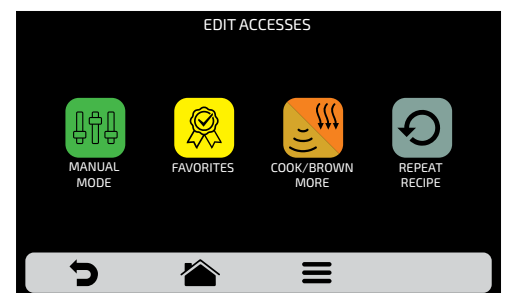 EDIT ACCESSES
MANUAL
MODE
FAVORITES
COOK/BROWN
MORE
REPEAT
RECIPE